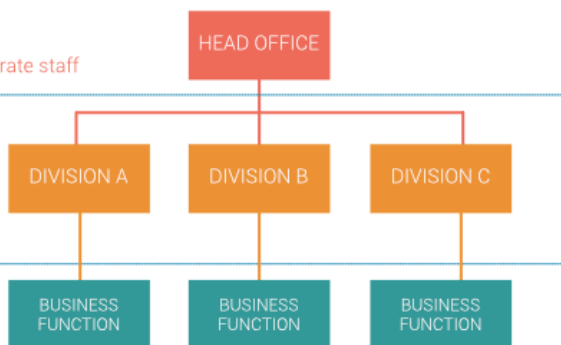 HEAD OFFICE
rate staff
DIVISION A
DIVISION B
DIVISION C
BUSINESS
FUNCTION
BUSINESS
FUNCTION
BUSINESS
FUNCTION